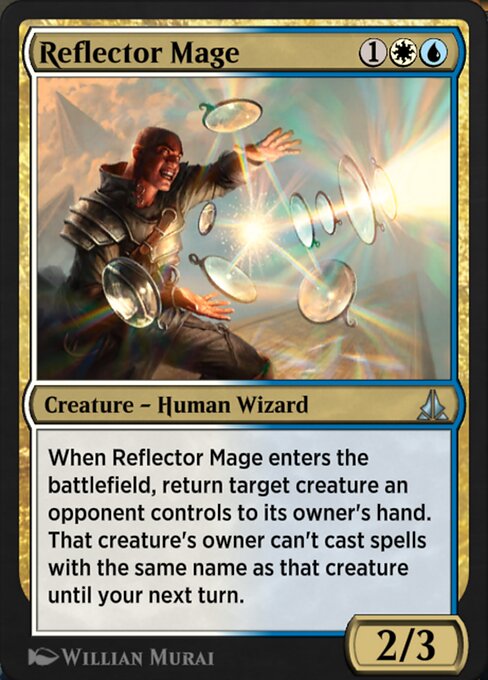 Reflector Mage 1
Creature – Human Wizard
When Reflector Mage enters the
battlefield, return target creature an
opponent controls to its owner's hand.
That creature's owner can't cast spells
with the same name as that creature
until your next turn.
2/3
Willian Murai